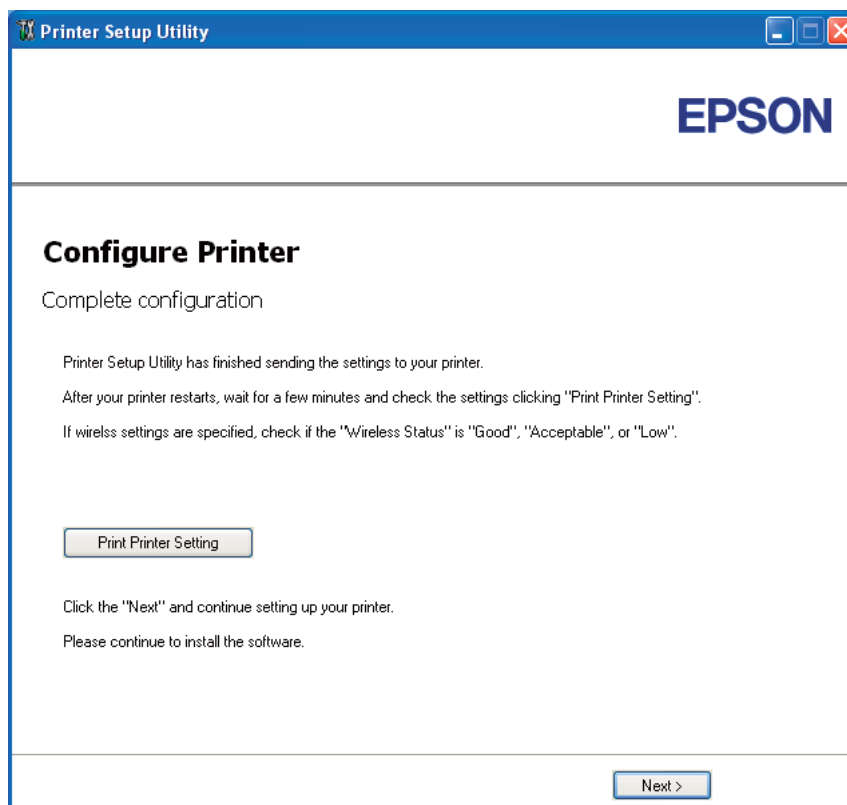 Printer Setup Utility
EPSON
Configure Printer
Complete configuration
Printer Setup Utility has finished sending the settings to your printer.
After your printer restarts, wait for a few minutes and check the settings clicking "Print Printer Setting".
If wirelss settings are specified, check if the "Wireless Status" is "Good", "Acceptable", or "Low".
Print Printer Setting
Click the "Next" and continue setting up your printer.
Please continue to install the software.
Next >